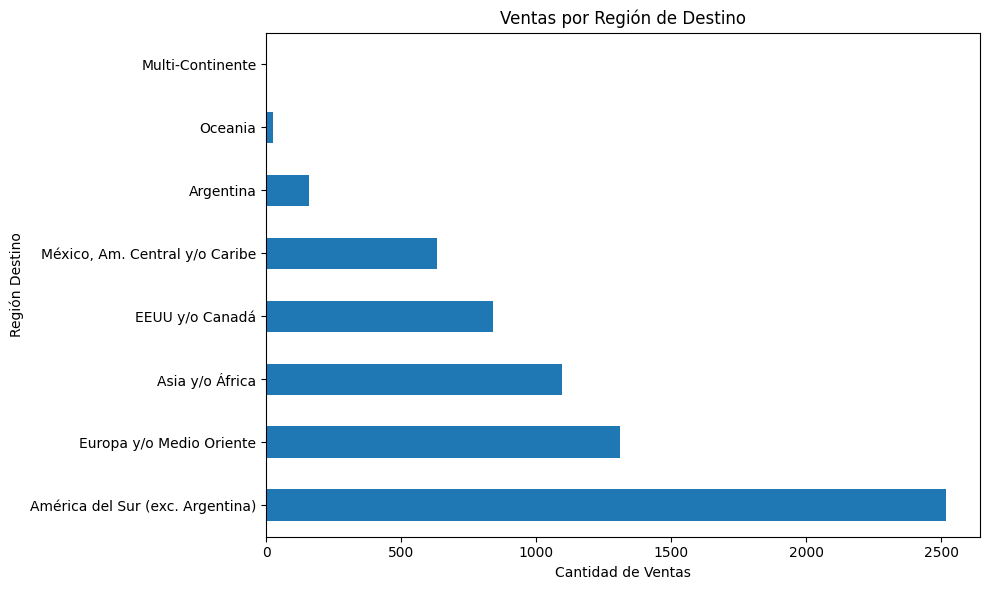 Ventas por Región de Destino
Multi-Continente
Oceania
Argentina
México, Am. Central y/o Caribe
EEUU y/o Canadá
Asia y/o África
Europa y/o Medio Oriente
América del Sur (exc. Argentina)
Región Destino
0 500 1000 1500 2000 2500
Cantidad de Ventas